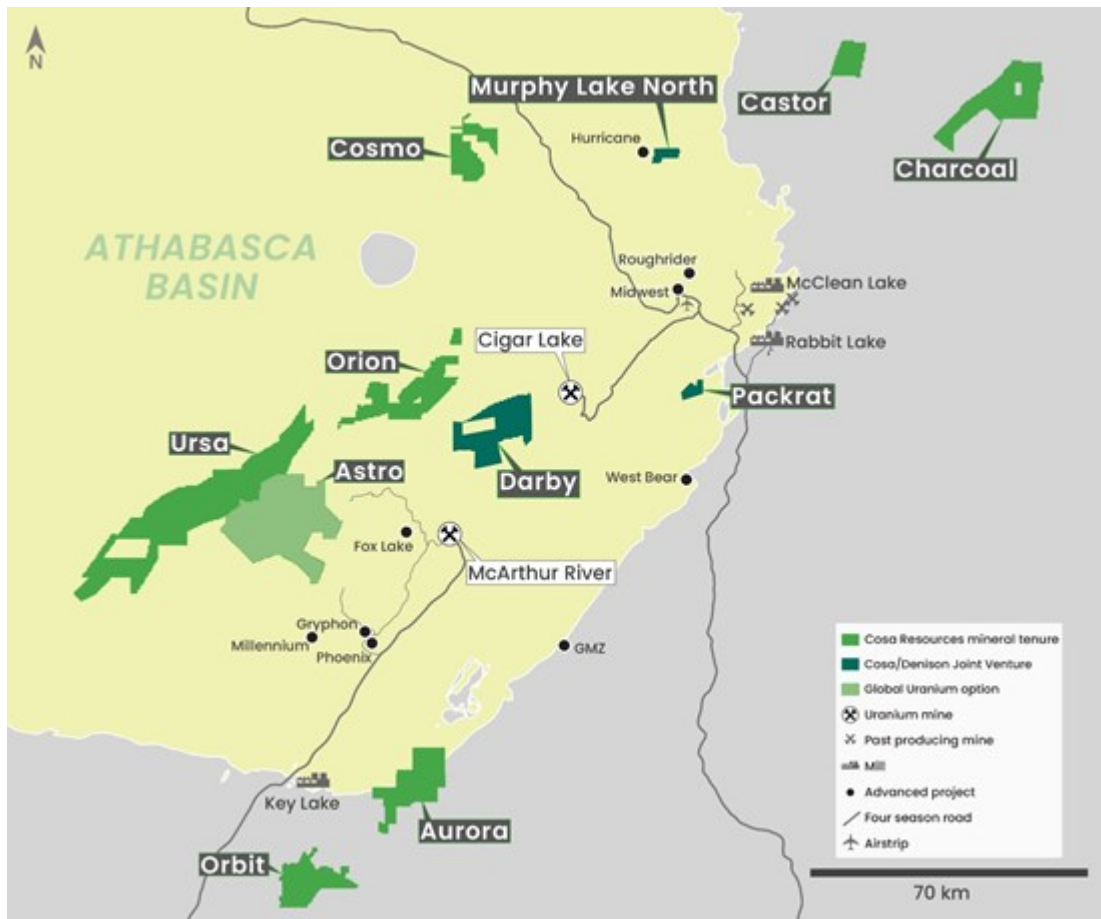 N
Murphy Lake North
Castor
Hurricane
Cosmo
Charcoal
ATHABASCA
BASIN
Roughrider
Midwest
McClean Lake
Cigar Lake
Rabbit Lake
Orion
Packrat
Ursa
Astro
Darby
West Bear
Fox Lake
McArthur River
Gryphon
Millennium
Phoenix
GMZ
Cosa Resources mineral tenure
Cosa/Denison Joint Venture
Global Uranium option
Uranium mine
Past producing mine
Mill
Advanced project
Four season road
Airstrip
Key Lake
Aurora
Orbit
70 km